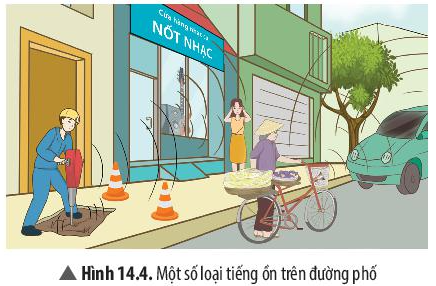 Cửa hàng nhạc cụ
NỐT NHẠC
▲ Hình 14.4. Một số loại tiếng ồn trên đường phố